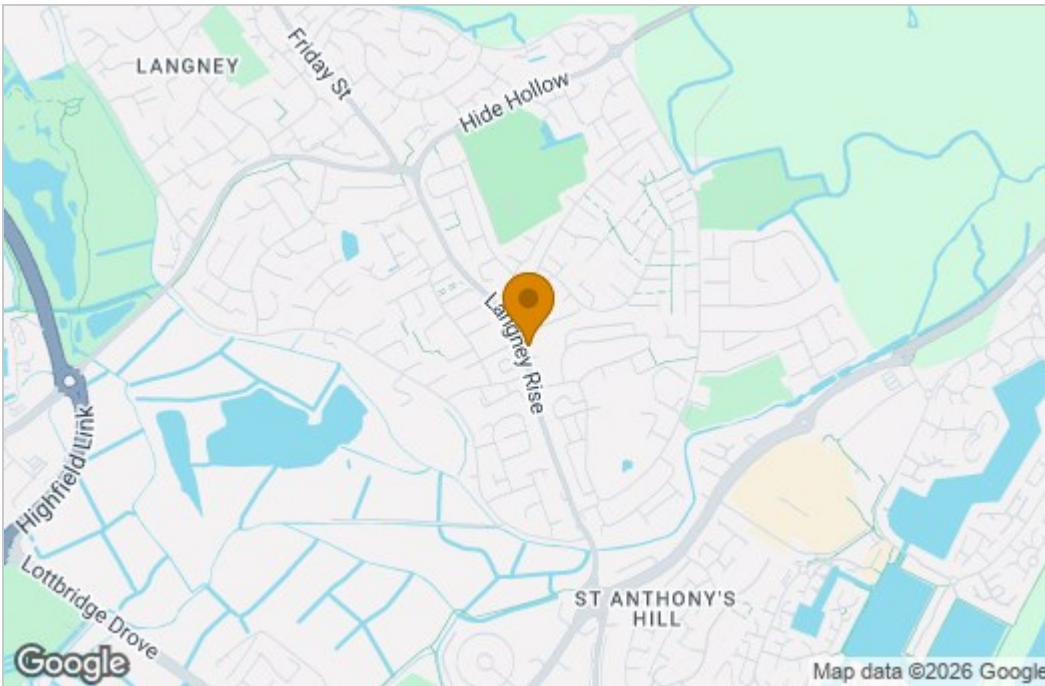 LANGNEY
Friday St
Hide Hollow
Langney Rise
Highfield Link
Lottbridge Drove
ST ANTHONY'S
HILL
Google
Map data ©2026 Google